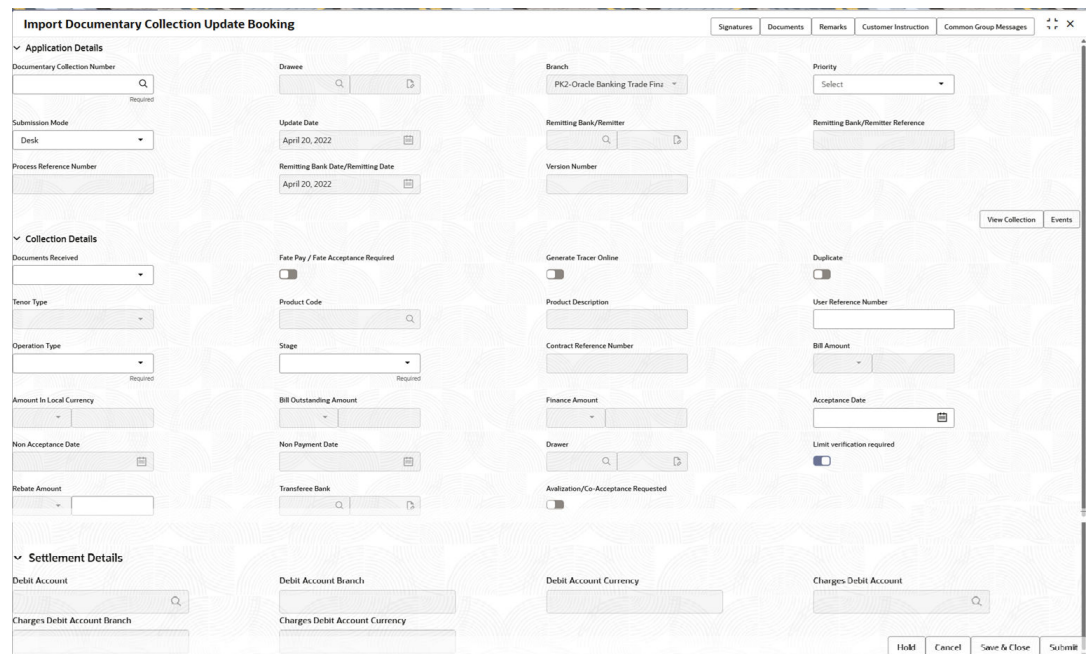 Import Documentary Collection Update Booking
Signatures Documents Remarks Customer Instruction Common Group Messages
Application Details
Documentary Collection Number Drawee Branch Priority
PK2-Oracle Banking Trade Fina Select
Required
Submission Mode Update Date Remitting Bank/Remitter Remitting Bank/Remitter Reference
Desk April 20, 2022
Process Reference Number Remitting Bank Date/Remitting Date Version Number
April 20, 2022
View Collection Events
Collection Details
Documents Received Fate Pay / Fate Acceptance Required Generate Tracer Online Duplicate
Tenor Type Product Code Product Description User Reference Number
Operation Type Stage Contract Reference Number Bill Amount
Required Required
Amount In Local Currency Bill Outstanding Amount Finance Amount Acceptance Date
Non Acceptance Date Non Payment Date Drawer Limit verification required
Rebate Amount Transferee Bank Avalization/Co-Acceptance Requested
Settlement Details
Debit Account Debit Account Branch Debit Account Currency Charges Debit Account
Charges Debit Account Branch Charges Debit Account Currency
Hold Cancel Save & Close Submit